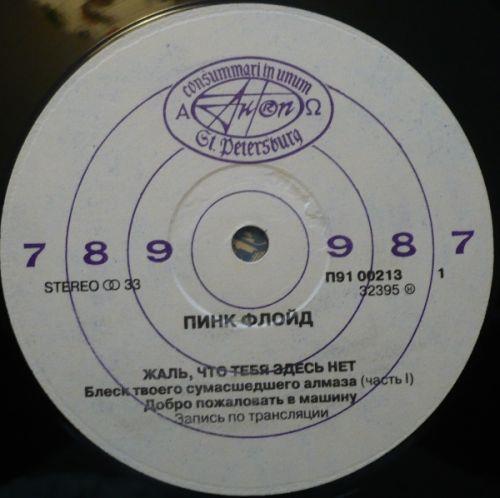 consummari in unum
А АнТроп Ω
St. Petersburg
7 8 9 9 8 7
STEREO 33 П91 00213 1
32395 Ⓗ
ПИНК ФЛОЙД
ЖАЛЬ, ЧТО ТЕБЯ ЗДЕСЬ НЕТ
Блеск твоего сумасшедшего алмаза (часть I)
Добро пожаловать в машину
Запись по трансляции